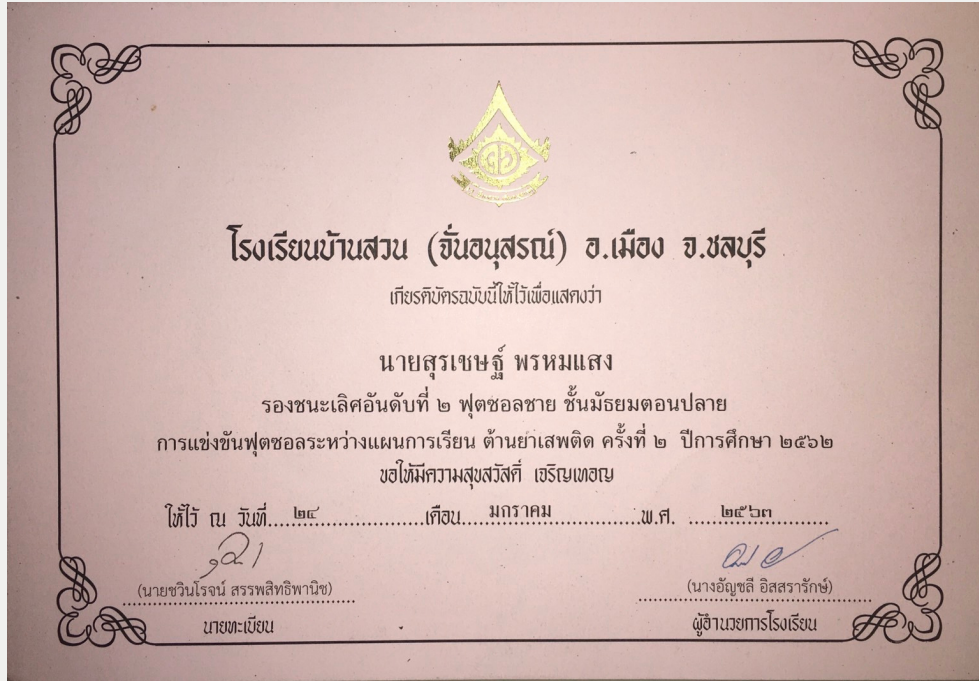 โรงเรียนบ้านสวน (จั่นอนุสรณ์) อ.เมือง จ.ชลบุรี
เกียรติบัตรฉบับนี้ให้ไว้เพื่อแสดงว่า
นายสุรเชษฐ์ พรหมแสง
รองชนะเลิศอันดับที่ ๒ ฟุตซอลชาย ชั้นมัธยมตอนปลาย
การแข่งขันฟุตซอลระหว่างแผนการเรียน ต้านยาเสพติด ครั้งที่ ๒ ปีการศึกษา ๒๕๖๒
ขอให้มีความสุขสวัสดิ์ เจริญเทอญ
ให้ไว้ ณ วันที่.....๒๔.....เดือน.....มกราคม.....พ.ศ. .....๒๕๖๓.....
(นายชวินโรจน์ สรรพสิทธิพานิช) (นางอัญชลี อิสสรารักษ์)
นายทะเบียน ผู้อำนวยการโรงเรียน